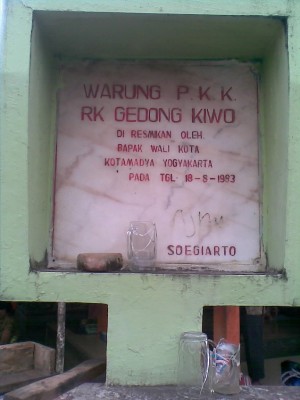 WARUNG P.K.K.
RK GEDONG KIWO
DI RESMIKAN OLEH
BAPAK WALI KOTA
KOTAMADYA YOGYAKARTA
PADA TGL 18-8-1983
SOEGIARTO